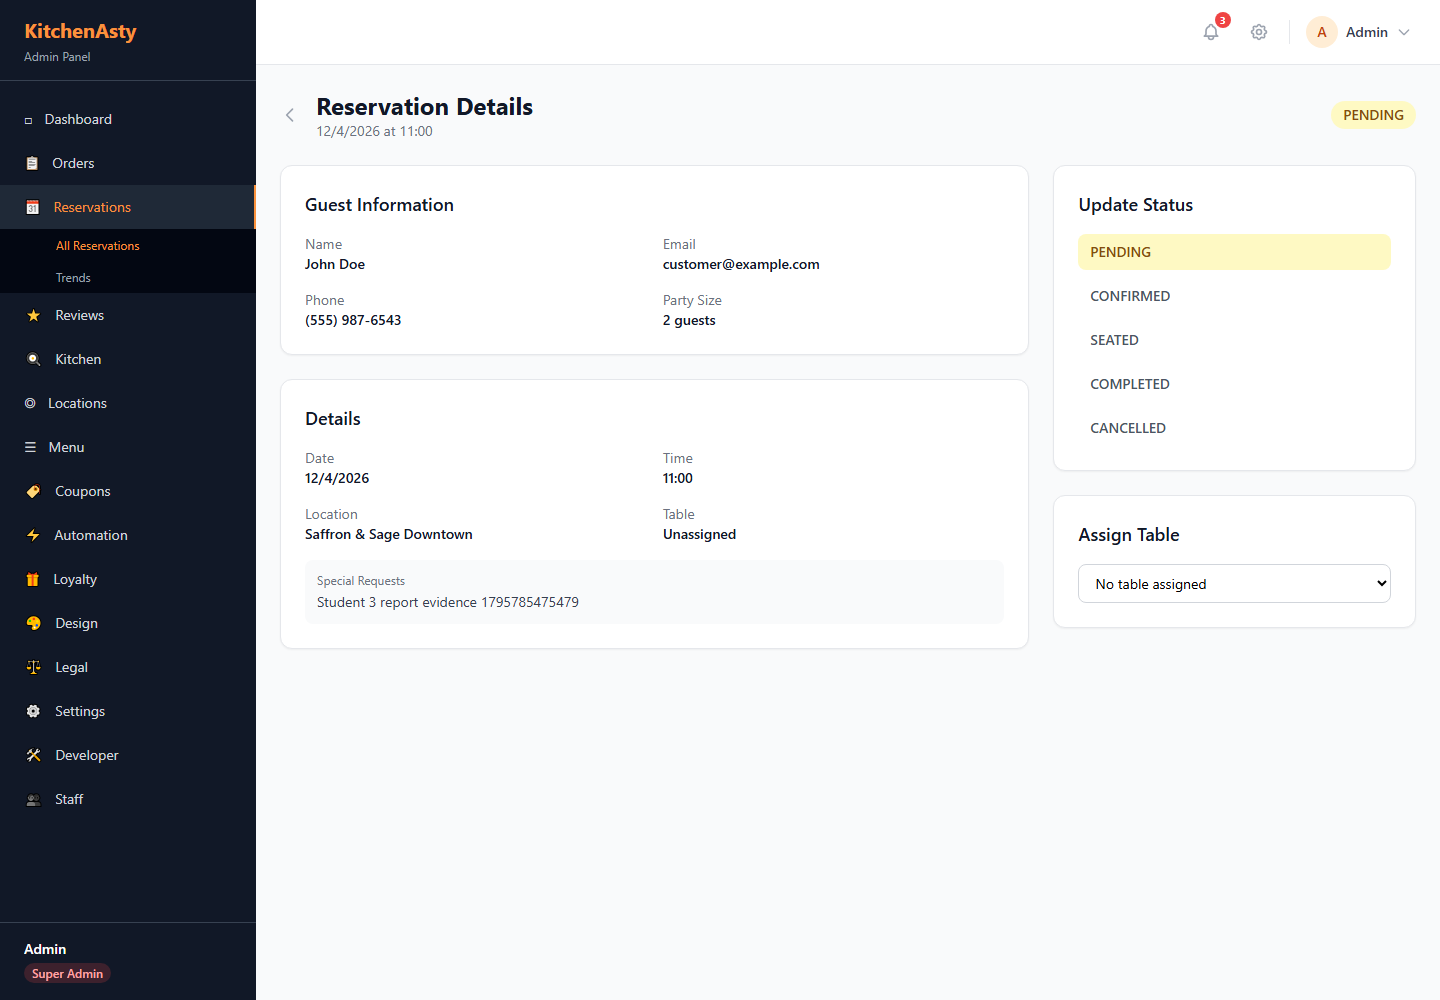 KitchenAsty
Admin Panel
Dashboard
Orders
Reservations
All Reservations
Trends
Reviews
Kitchen
Locations
Menu
Coupons
Automation
Loyalty
Design
Legal
Settings
Developer
Staff
Admin
Super Admin
3
A Admin
Reservation Details
12/4/2026 at 11:00
PENDING
Guest Information
Name
John Doe
Email
customer@example.com
Phone
(555) 987-6543
Party Size
2 guests
Details
Date
12/4/2026
Time
11:00
Location
Saffron & Sage Downtown
Table
Unassigned
Special Requests
Student 3 report evidence 1795785475479
Update Status
PENDING
CONFIRMED
SEATED
COMPLETED
CANCELLED
Assign Table
No table assigned